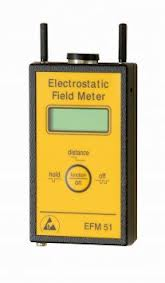 Electrostatic
Field Meter
distance
hold
function
on
off
EFM 51